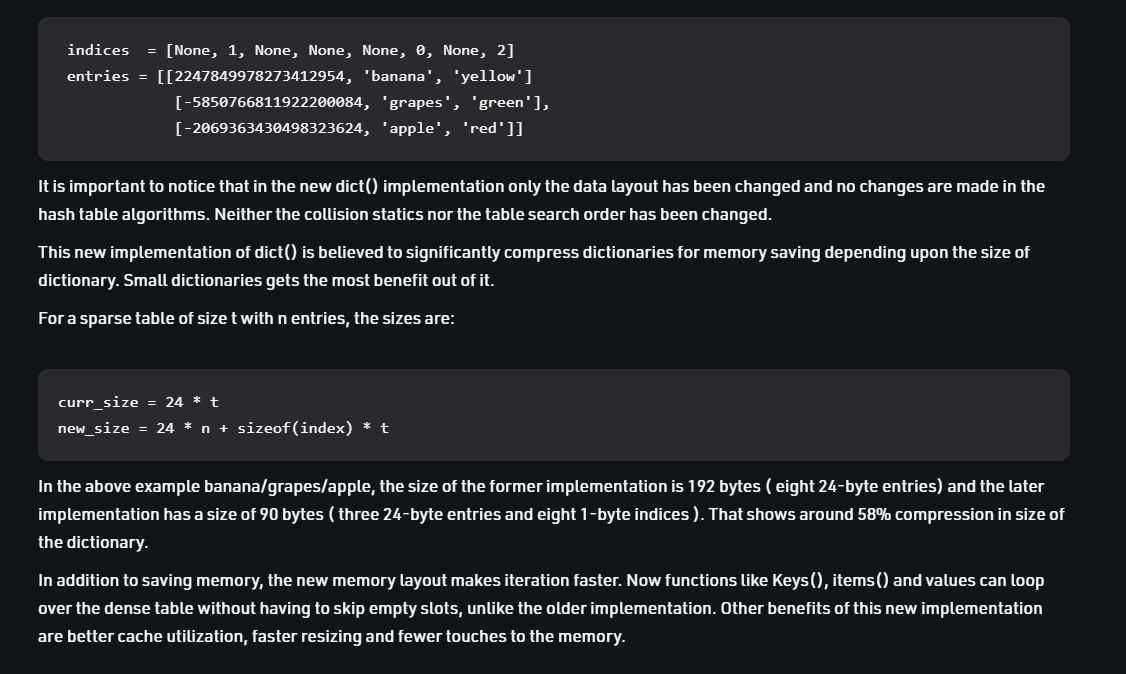 indices  = [None, 1, None, None, None, 0, None, 2]
entries = [[2247849978273412954, 'banana', 'yellow']
            [-5850766811922200084, 'grapes', 'green'],
            [-2069363430498323624, 'apple', 'red']]
It is important to notice that in the new dict() implementation only the data layout has been changed and no changes are made in the
hash table algorithms. Neither the collision statics nor the table search order has been changed.
This new implementation of dict() is believed to significantly compress dictionaries for memory saving depending upon the size of
dictionary. Small dictionaries gets the most benefit out of it.
For a sparse table of size t with n entries, the sizes are:
curr_size = 24 * t
new_size = 24 * n + sizeof(index) * t
In the above example banana/grapes/apple, the size of the former implementation is 192 bytes ( eight 24-byte entries) and the later
implementation has a size of 90 bytes ( three 24-byte entries and eight 1-byte indices ). That shows around 58% compression in size of
the dictionary.
In addition to saving memory, the new memory layout makes iteration faster. Now functions like Keys(), items() and values can loop
over the dense table without having to skip empty slots, unlike the older implementation. Other benefits of this new implementation
are better cache utilization, faster resizing and fewer touches to the memory.